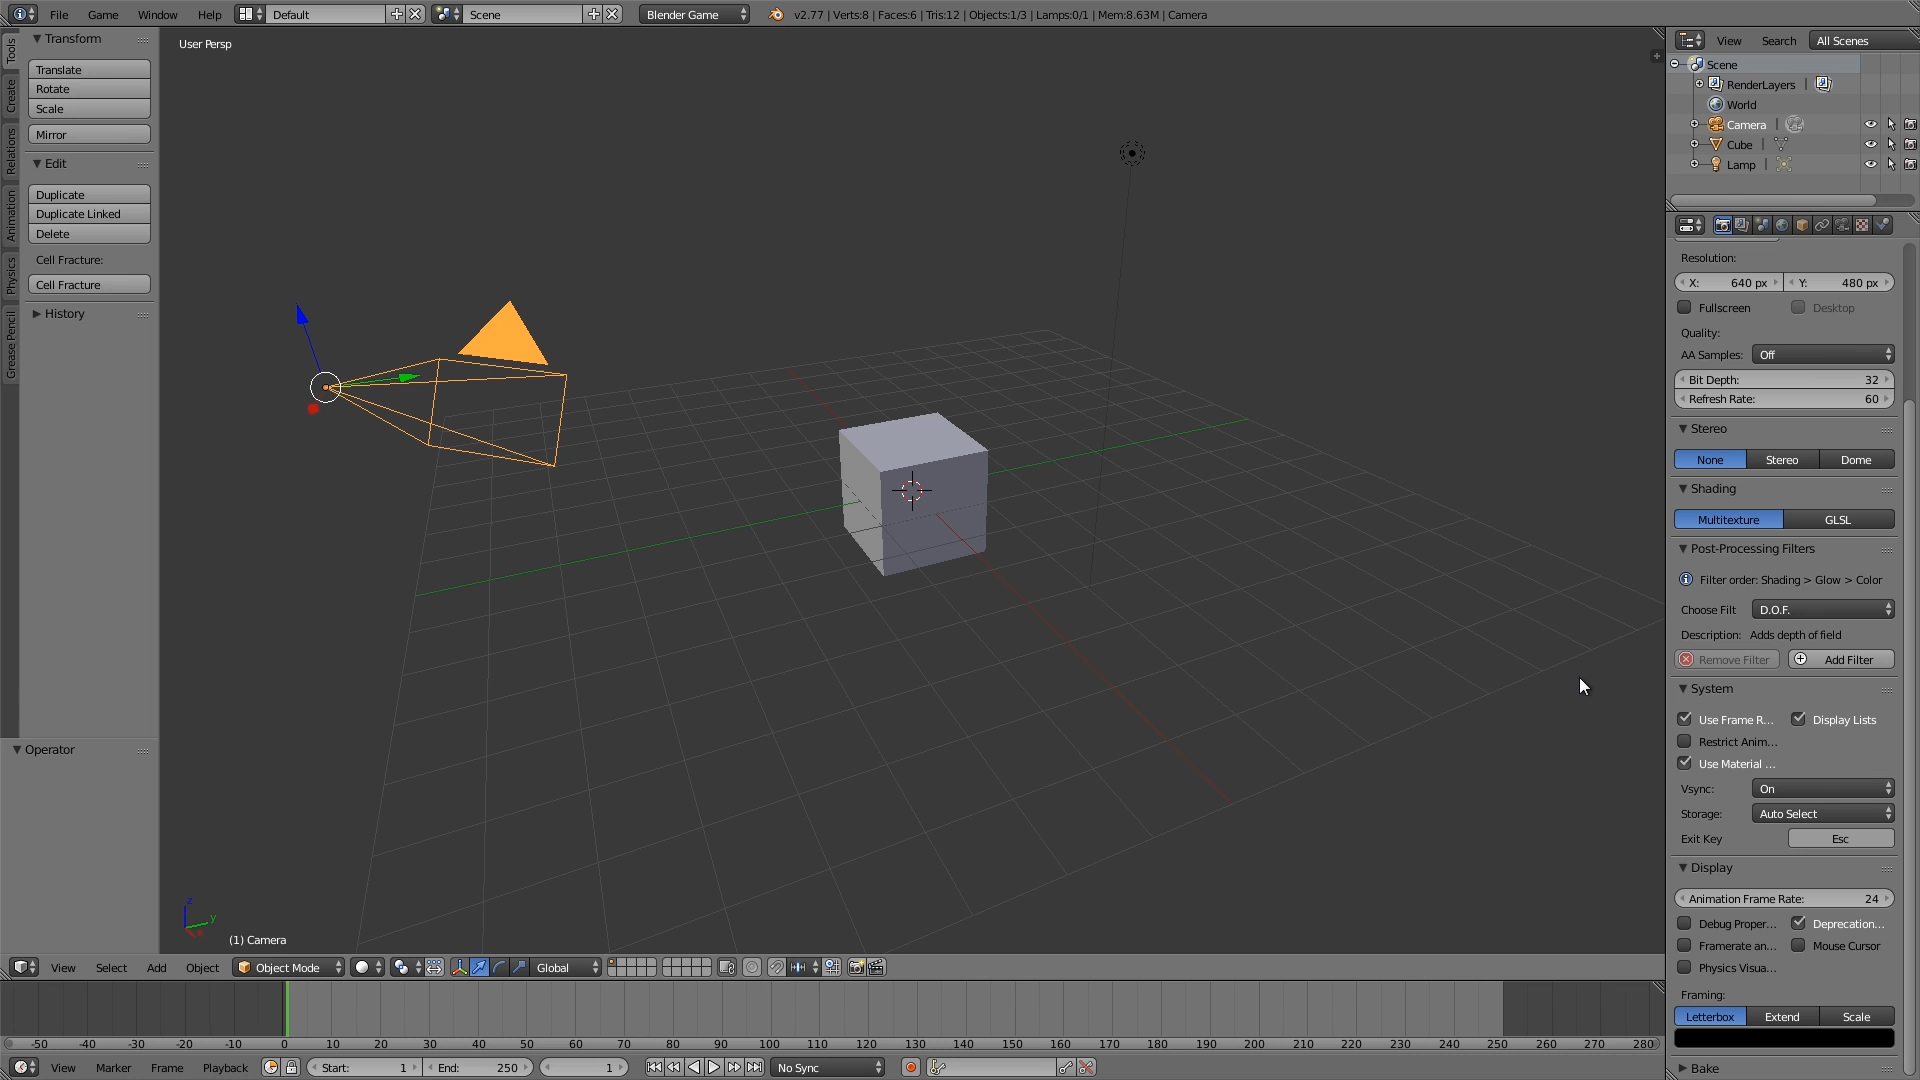 File Game Window Help Default Scene Blender Game v2.77 | Verts:8 | Faces:6 | Tris:12 | Objects:1/3 | Lamps:0/1 | Mem:8.63M | Camera
Tools
Create
Relations
Animation
Physics
Grease Pencil
Transform
Translate
Rotate
Scale
Mirror
Edit
Duplicate
Duplicate Linked
Delete
Cell Fracture:
Cell Fracture
History
Operator
User Persp
z
y
x
(1) Camera
View Search All Scenes
Scene
RenderLayers |
World
Camera |
Cube |
Lamp |
Resolution:
X: 640 px Y: 480 px
Fullscreen Desktop
Quality:
AA Samples: Off
Bit Depth: 32
Refresh Rate: 60
Stereo
None Stereo Dome
Shading
Multitexture GLSL
Post-Processing Filters
Filter order: Shading > Glow > Color
Choose Filt D.O.F.
Description: Adds depth of field
Remove Filter Add Filter
System
Use Frame R... Display Lists
Restrict Anim...
Use Material ...
Vsync: On
Storage: Auto Select
Exit Key Esc
Display
Animation Frame Rate: 24
Debug Proper... Deprecation...
Framerate an... Mouse Cursor
Physics Visua...
Framing:
Letterbox Extend Scale
Bake
View Select Add Object Object Mode Global
-50 -40 -30 -20 -10 0 10 20 30 40 50 60 70 80 90 100 110 120 130 140 150 160 170 180 190 200 210 220 230 240 250 260 270 280
View Marker Frame Playback Start: 1 End: 250 1 No Sync